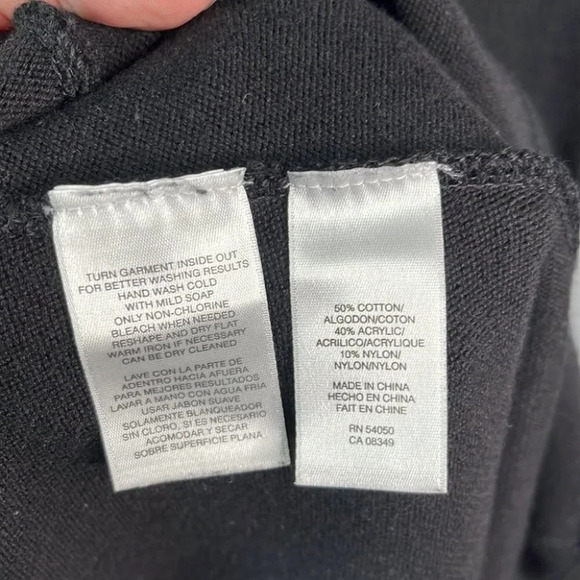 TURN GARMENT INSIDE OUT
FOR BETTER WASHING RESULTS
HAND WASH COLD
WITH MILD SOAP
ONLY NON-CHLORINE
BLEACH WHEN NEEDED
RESHAPE AND DRY FLAT
WARM IRON IF NECESSARY
CAN BE DRY CLEANED
LAVE CON LA PARTE DE
ADENTRO HACIA AFUERA
PARA MEJORES RESULTADOS
LAVAR A MANO CON AGUA FRIA
USAR JABON SUAVE
SOLAMENTE BLANQUEADOR
SIN CLORO, SI ES NECESARIO
ACOMODAR Y SECAR
SOBRE SUPERFICIE PLANA
50% COTTON/
ALGODON/COTON
40% ACRYLIC/
ACRILICO/ACRYLIQUE
10% NYLON/
NYLON/NYLON
MADE IN CHINA
HECHO EN CHINA
FAIT EN CHINE
RN 54050
CA 08349